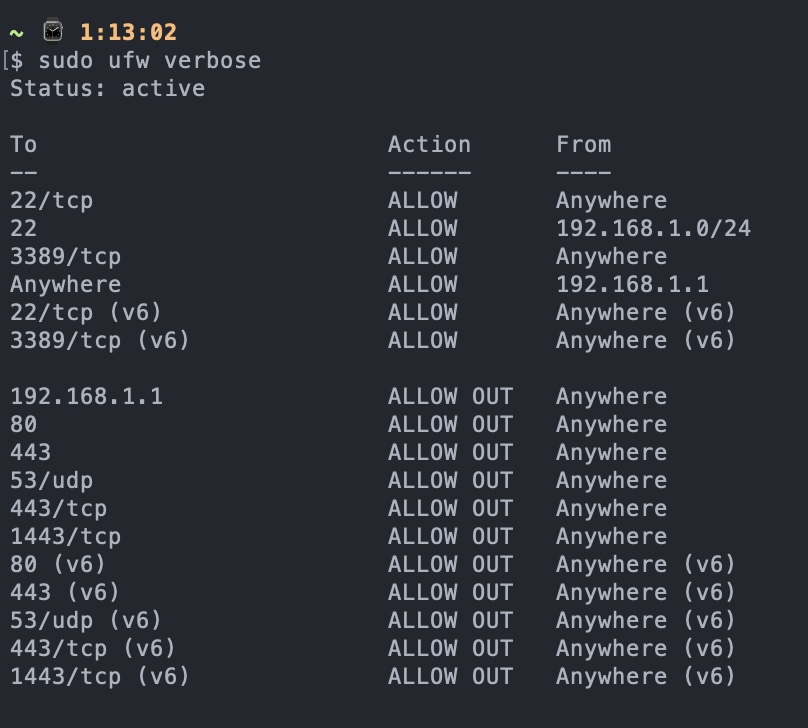 ~ ⌚ 1:13:02
[$ sudo ufw verbose
Status: active
To Action From
-- ------ ----
22/tcp ALLOW Anywhere
22 ALLOW 192.168.1.0/24
3389/tcp ALLOW Anywhere
Anywhere ALLOW 192.168.1.1
22/tcp (v6) ALLOW Anywhere (v6)
3389/tcp (v6) ALLOW Anywhere (v6)
192.168.1.1 ALLOW OUT Anywhere
80 ALLOW OUT Anywhere
443 ALLOW OUT Anywhere
53/udp ALLOW OUT Anywhere
443/tcp ALLOW OUT Anywhere
1443/tcp ALLOW OUT Anywhere
80 (v6) ALLOW OUT Anywhere (v6)
443 (v6) ALLOW OUT Anywhere (v6)
53/udp (v6) ALLOW OUT Anywhere (v6)
443/tcp (v6) ALLOW OUT Anywhere (v6)
1443/tcp (v6) ALLOW OUT Anywhere (v6)